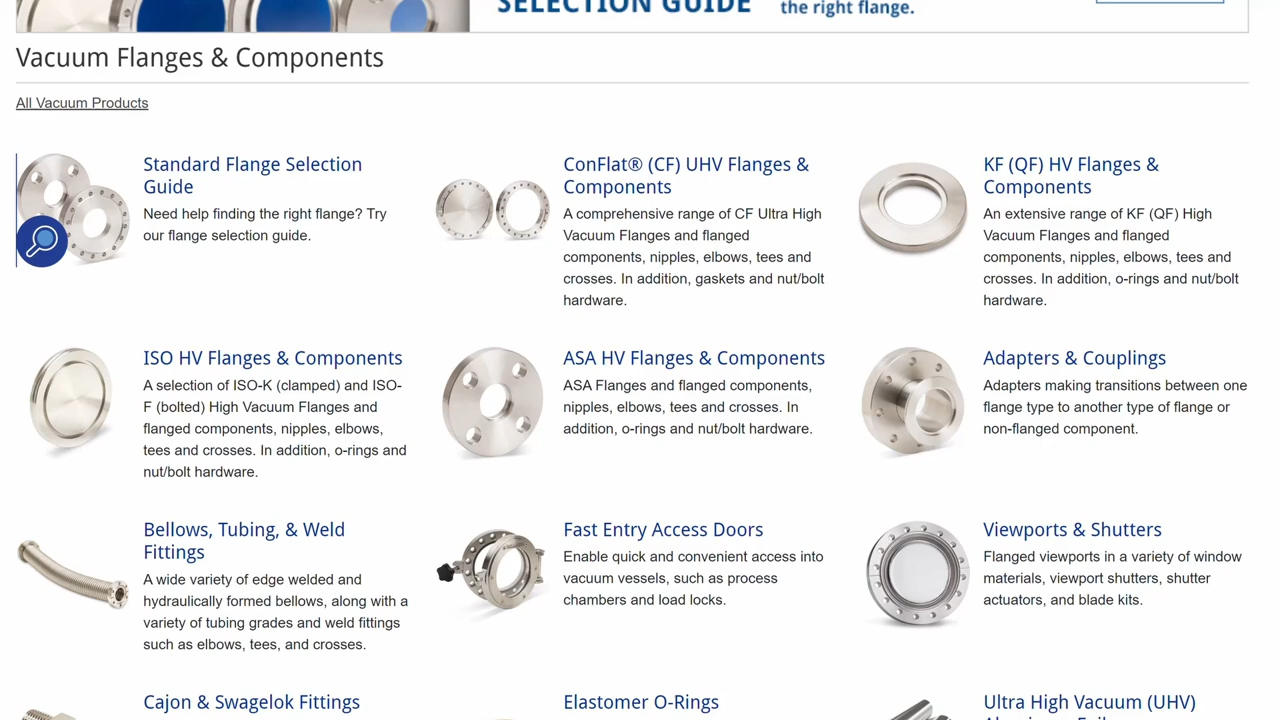 SELECTION GUIDE
the right flange.
Vacuum Flanges & Components
All Vacuum Products
Standard Flange Selection
Guide
Need help finding the right flange? Try
our flange selection guide.
ConFlat® (CF) UHV Flanges &
Components
A comprehensive range of CF Ultra High
Vacuum Flanges and flanged
components, nipples, elbows, tees and
crosses. In addition, gaskets and nut/bolt
hardware.
KF (QF) HV Flanges &
Components
An extensive range of KF (QF) High
Vacuum Flanges and flanged
components, nipples, elbows, tees and
crosses. In addition, o-rings and nut/bolt
hardware.
ISO HV Flanges & Components
A selection of ISO-K (clamped) and ISO-
F (bolted) High Vacuum Flanges and
flanged components, nipples, elbows,
tees and crosses. In addition, o-rings and
nut/bolt hardware.
ASA HV Flanges & Components
ASA Flanges and flanged components,
nipples, elbows, tees and crosses. In
addition, o-rings and nut/bolt hardware.
Adapters & Couplings
Adapters making transitions between one
flange type to another type of flange or
non-flanged component.
Bellows, Tubing, & Weld
Fittings
A wide variety of edge welded and
hydraulically formed bellows, along with a
variety of tubing grades and weld fittings
such as elbows, tees, and crosses.
Fast Entry Access Doors
Enable quick and convenient access into
vacuum vessels, such as process
chambers and load locks.
Viewports & Shutters
Flanged viewports in a variety of window
materials, viewport shutters, shutter
actuators, and blade kits.
Cajon & Swagelok Fittings
Elastomer O-Rings
Ultra High Vacuum (UHV)